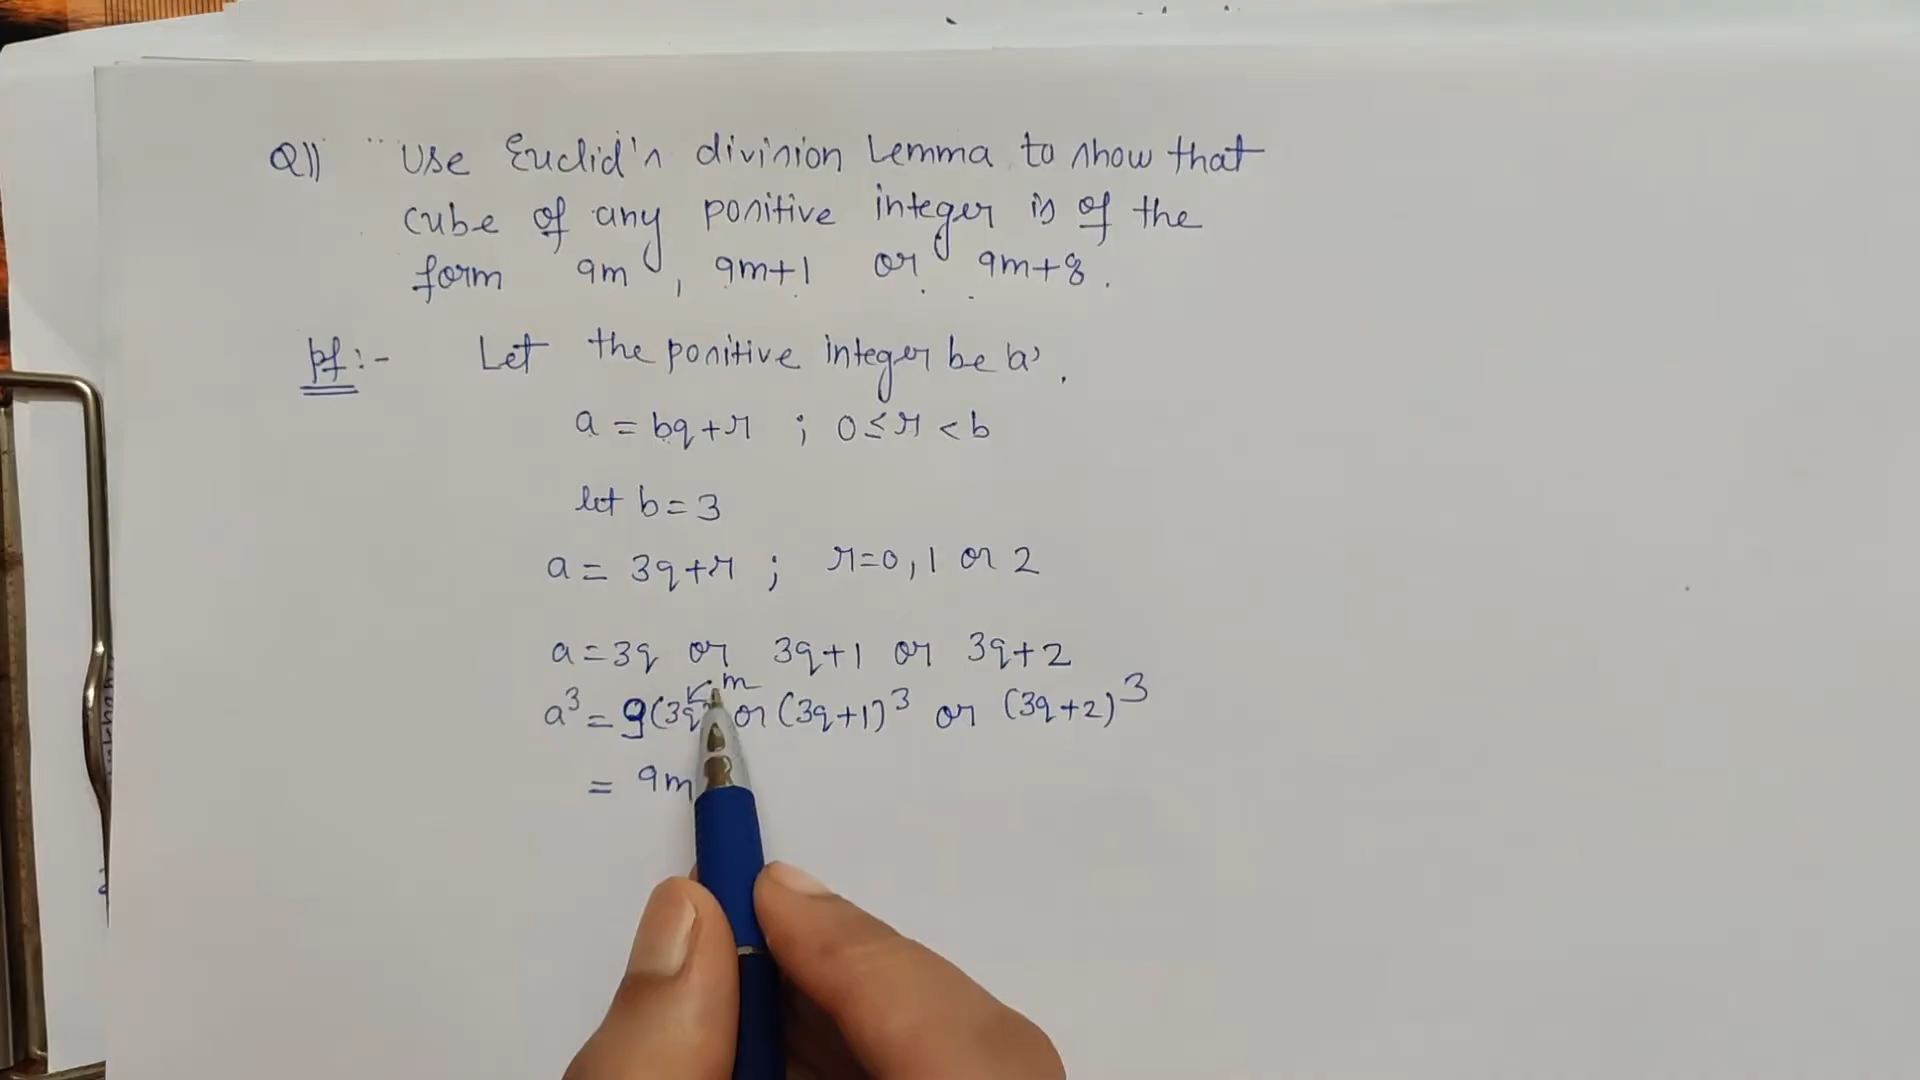 Q1) Use Euclid's division Lemma to show that
cube of any positive integer is of the
form 9m, 9m+1 or 9m+8.
Pf:- Let the positive integer be 'a'.
a = bq+r ; 0≤r<b
let b=3
a= 3q+r ; r=0,1 or 2
a=3q or 3q+1 or 3q+2
m
a³= 9(3q or (3q+1)³ or (3q+2)³
= 9m